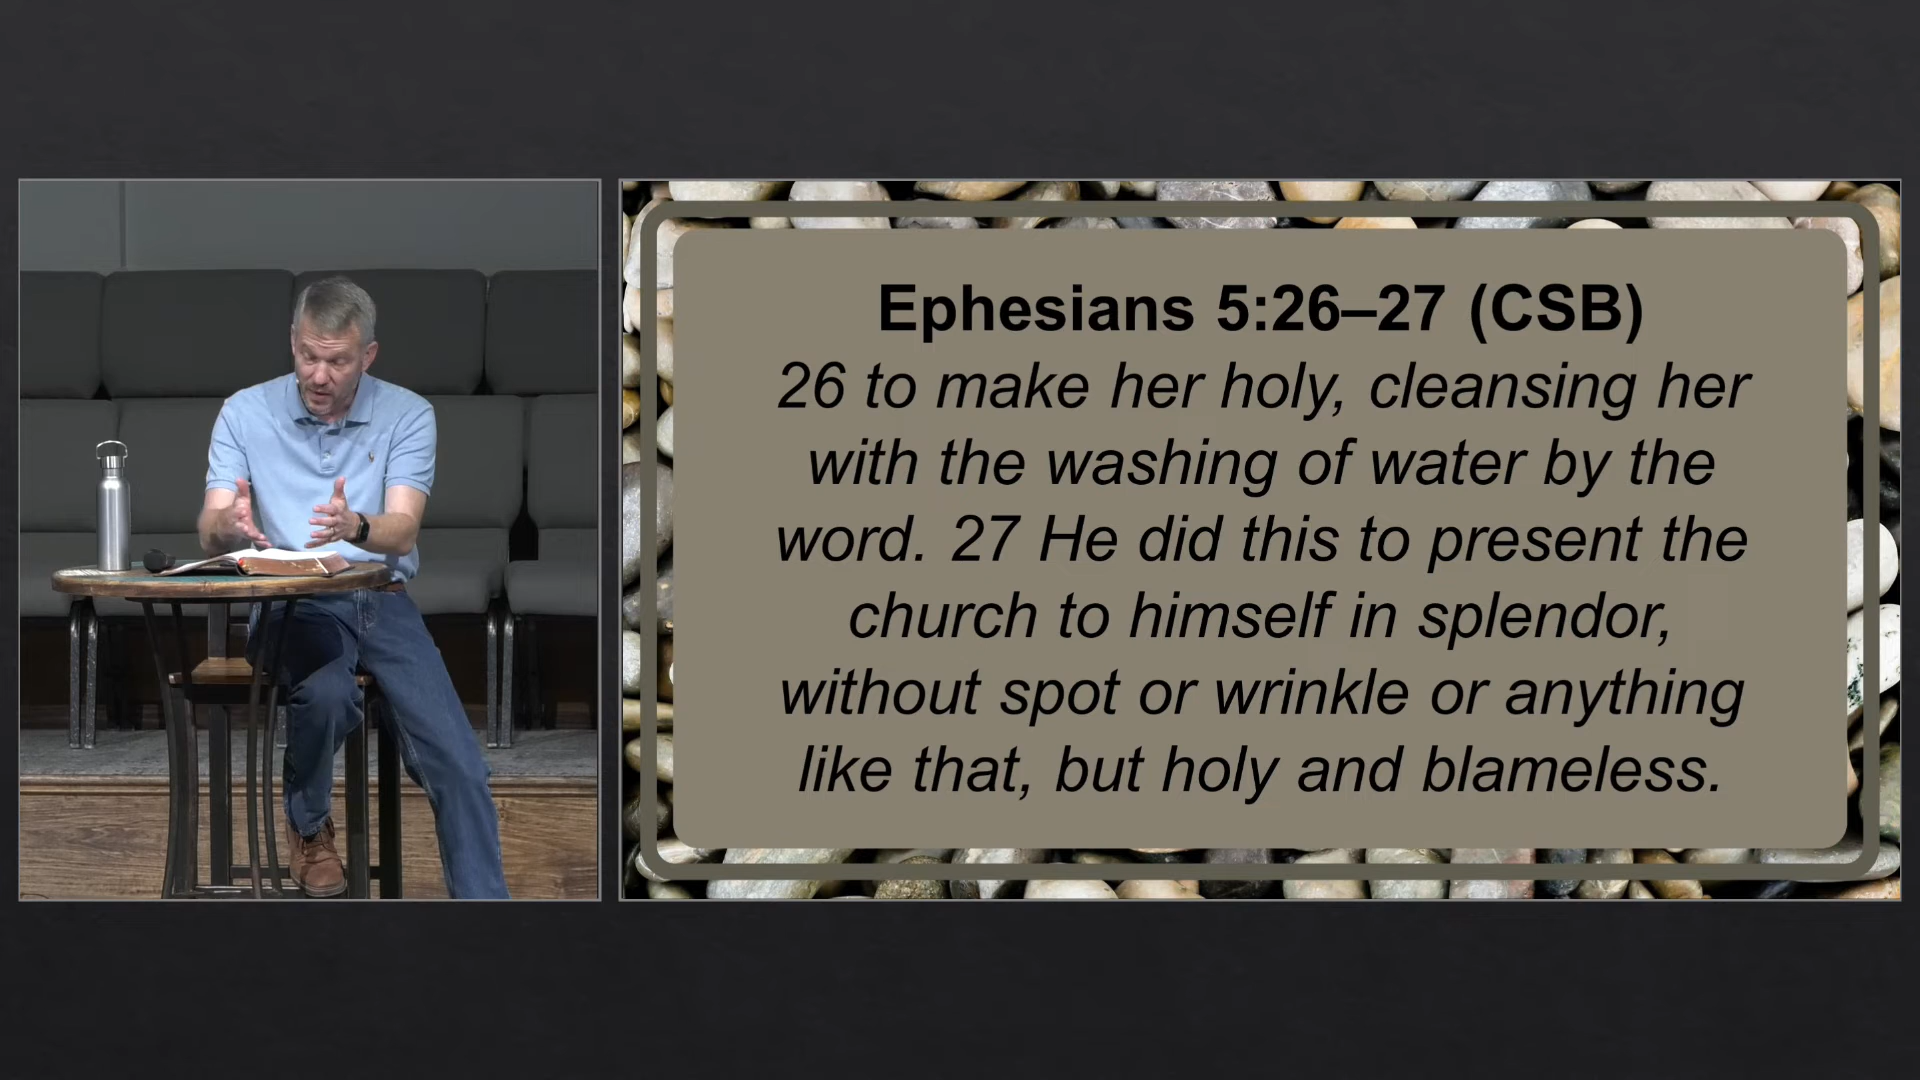 Ephesians 5:26–27 (CSB)
26 to make her holy, cleansing her
with the washing of water by the
word. 27 He did this to present the
church to himself in splendor,
without spot or wrinkle or anything
like that, but holy and blameless.